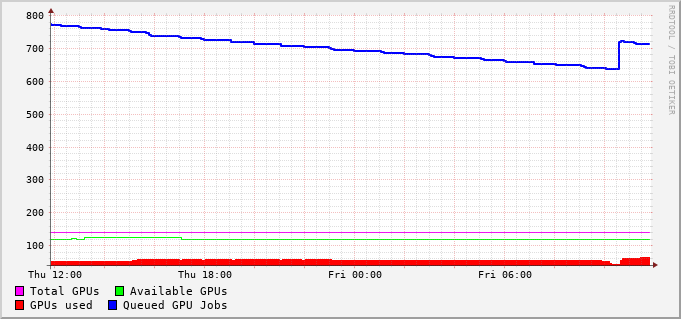 800
700
600
500
400
300
200
100
Thu 12:00 Thu 18:00 Fri 00:00 Fri 06:00
Total GPUs Available GPUs
GPUs used Queued GPU Jobs
RRDTOOL / TOBI OETIKER